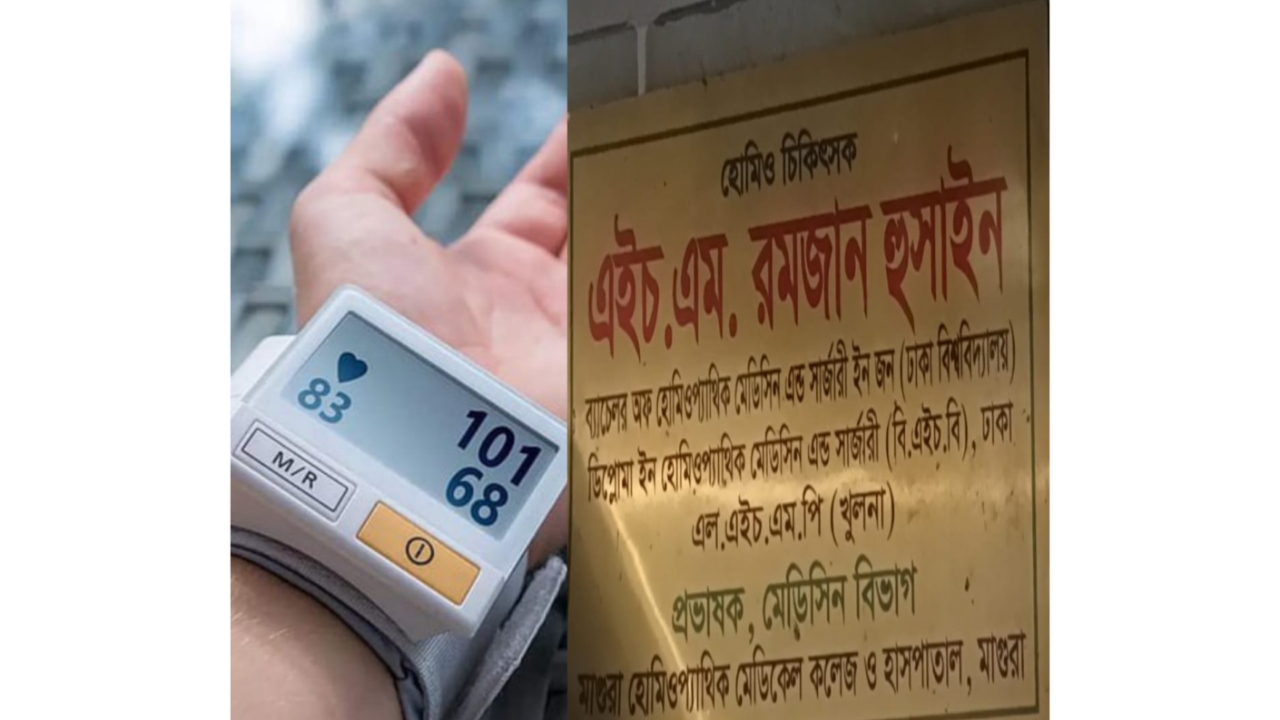 83
101
68
M/R
হোমিও চিকিৎসক
এইচ.এম. রমজান হুসাইন
ব্যাচেলর অফ হোমিওপ্যাথিক মেডিসিন এন্ড সার্জারী ইন জন (ঢাকা বিশ্ববিদ্যালয়)
ডিপ্লোমা ইন হোমিওপ্যাথিক মেডিসিন এন্ড সার্জারী (বি.এইচ.বি), ঢাকা
এল.এইচ.এম.পি (খুলনা)
প্রভাষক, মেডিসিন বিভাগ
মাগুরা হোমিওপ্যাথিক মেডিকেল কলেজ ও হাসপাতাল, মাগুরা